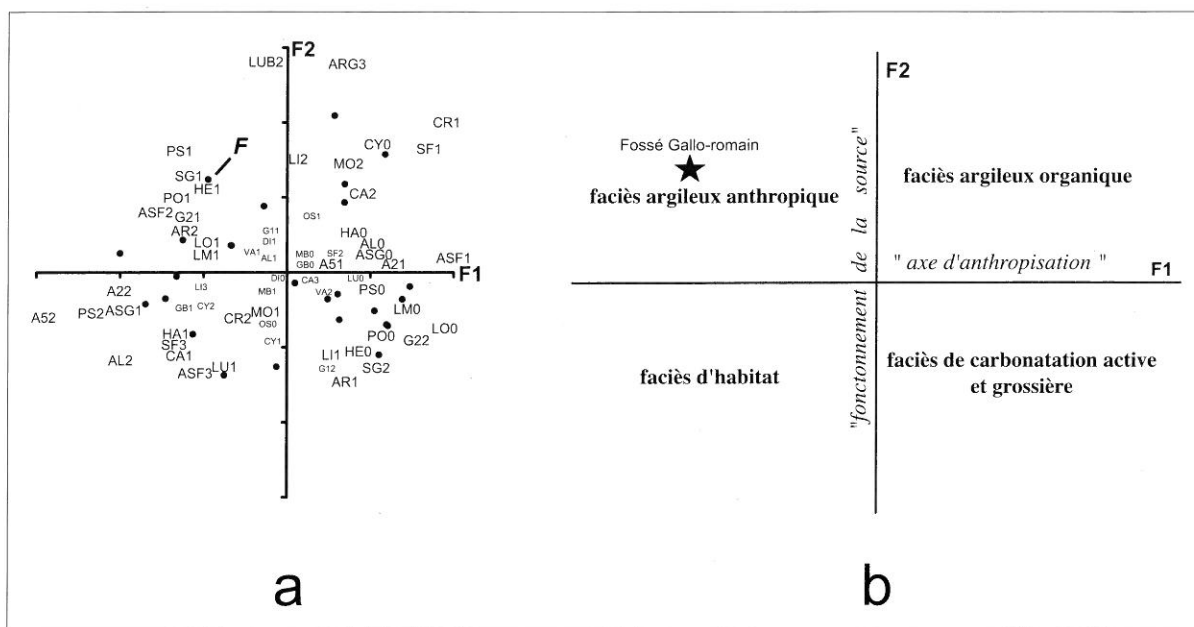 F2
LUB2 ARG3
CR1
CY0
SF1
PS1
F
LI2
MO2
SG1
HE1
PO1
CA2
ASF2
G21
OS1
AR2
G11
HA0
LO1
DI1
AL0
LM1
VA1
AL1
MB0
SF2
ASG0
ASF1
GB0
A51
A21
F1
DI0
CA3
LU0
A22
LI3
MB1
VA2
PS0
PS2
ASG1
GB1
CY2
MO1
LM0
A52
CR2
OS0
LO0
HA1
PO0
SF3
CY1
G22
CA1
LI1
HE0
AL2
LU1
G12
SG2
ASF3
AR1
a
F2
Fossé Gallo-romain
faciès argileux anthropique
faciès argileux organique
"fonctonnement de la source"
" axe d'anthropisation "
F1
faciès d'habitat
faciès de carbonatation active
et grossière
b